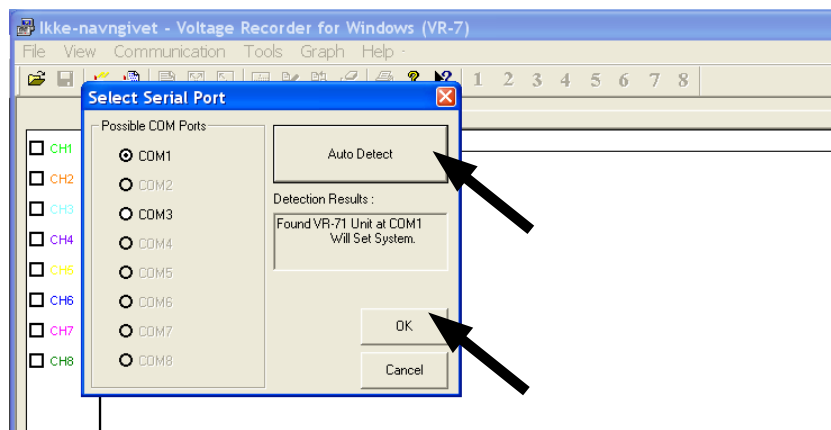 Ikke-navngivet - Voltage Recorder for Windows (VR-7)
File View Communication Tools Graph Help
1 2 3 4 5 6 7 8
Select Serial Port
Possible COM Ports
COM1
COM2
COM3
COM4
COM5
COM6
COM7
COM8
Auto Detect
Detection Results :
Found VR-71 Unit at COM1
Will Set System.
OK
Cancel
CH1
CH2
CH3
CH4
CH5
CH6
CH7
CH8